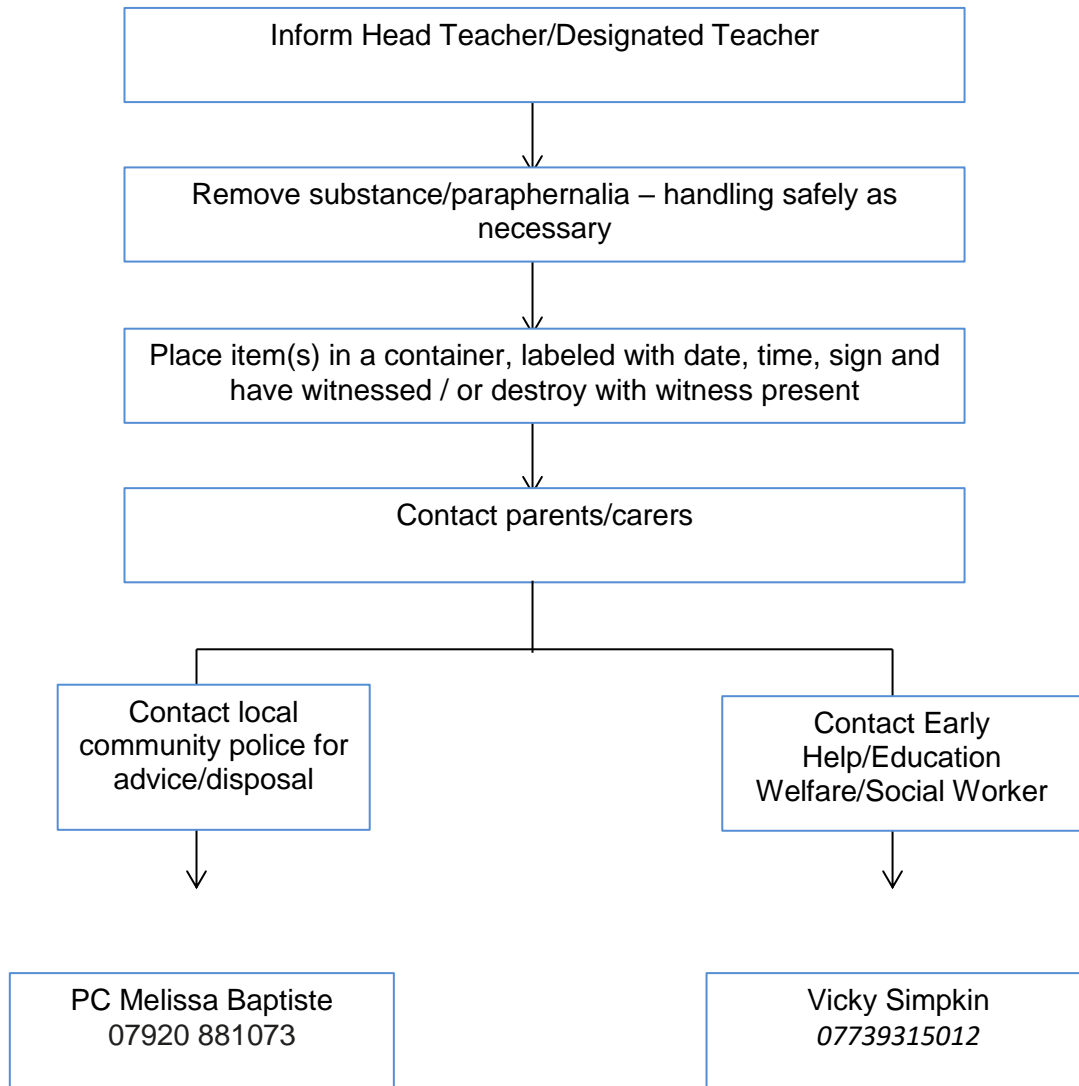 Inform Head Teacher/Designated Teacher
Remove substance/paraphernalia – handling safely as
necessary
Place item(s) in a container, labeled with date, time, sign and
have witnessed / or destroy with witness present
Contact parents/carers
Contact local
community police for
advice/disposal
Contact Early
Help/Education
Welfare/Social Worker
PC Melissa Baptiste
07920 881073
Vicky Simpkin
07739315012